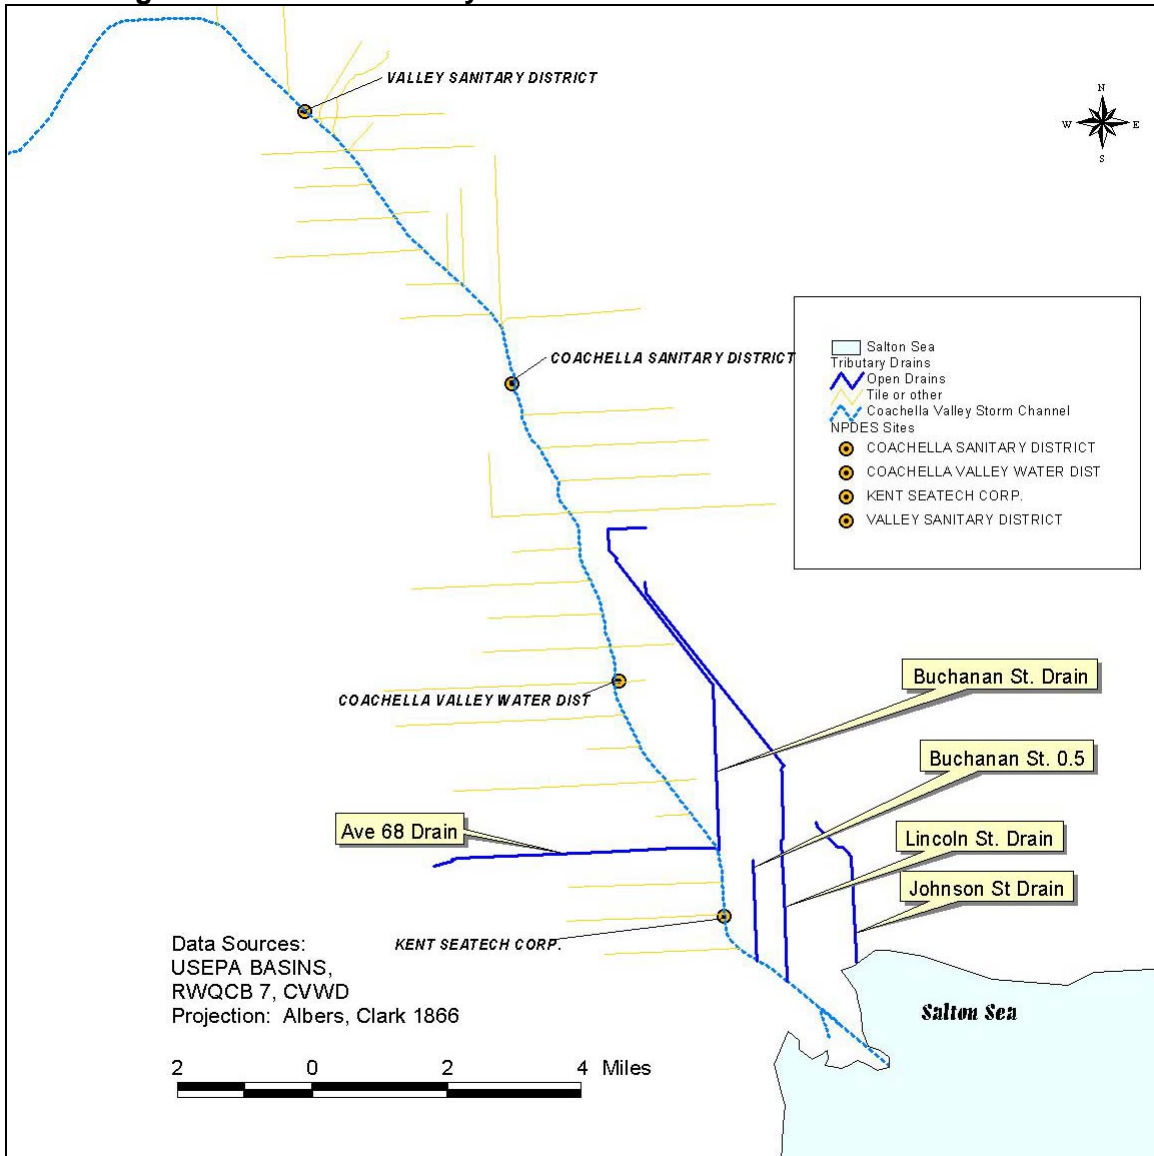 VALLEY SANITARY DISTRICT
N
W E
S
COACHELLA SANITARY DISTRICT
Salton Sea
Tributary Drains
Open Drains
Tile or other
Coachella Valley Storm Channel
NPDES Sites
COACHELLA SANITARY DISTRICT
COACHELLA VALLEY WATER DIST
KENT SEATECH CORP.
VALLEY SANITARY DISTRICT
Buchanan St. Drain
COACHELLA VALLEY WATER DIST
Buchanan St. 0.5
Ave 68 Drain
Lincoln St. Drain
Johnson St Drain
KENT SEATECH CORP.
Data Sources:
USEPA BASINS,
RWQCB 7, CVWD
Projection: Albers, Clark 1866
Salton Sea
2 0 2 4 Miles